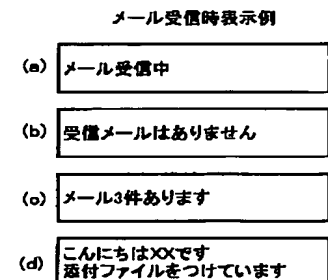 メール受信時表示例
(a) メール受信中
(b) 受信メールはありません
(c) メール3件あります
(d) こんにちはXXです
添付ファイルをつけています